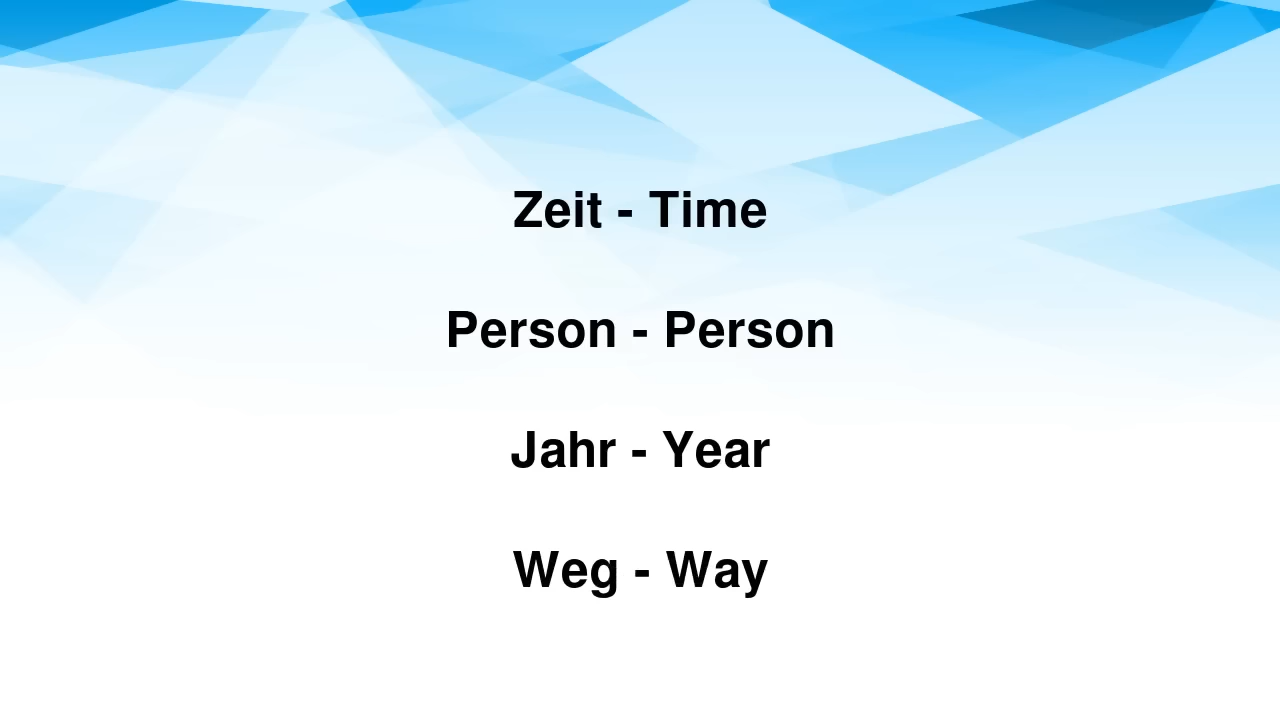 Zeit - Time
Person - Person
Jahr - Year
Weg - Way